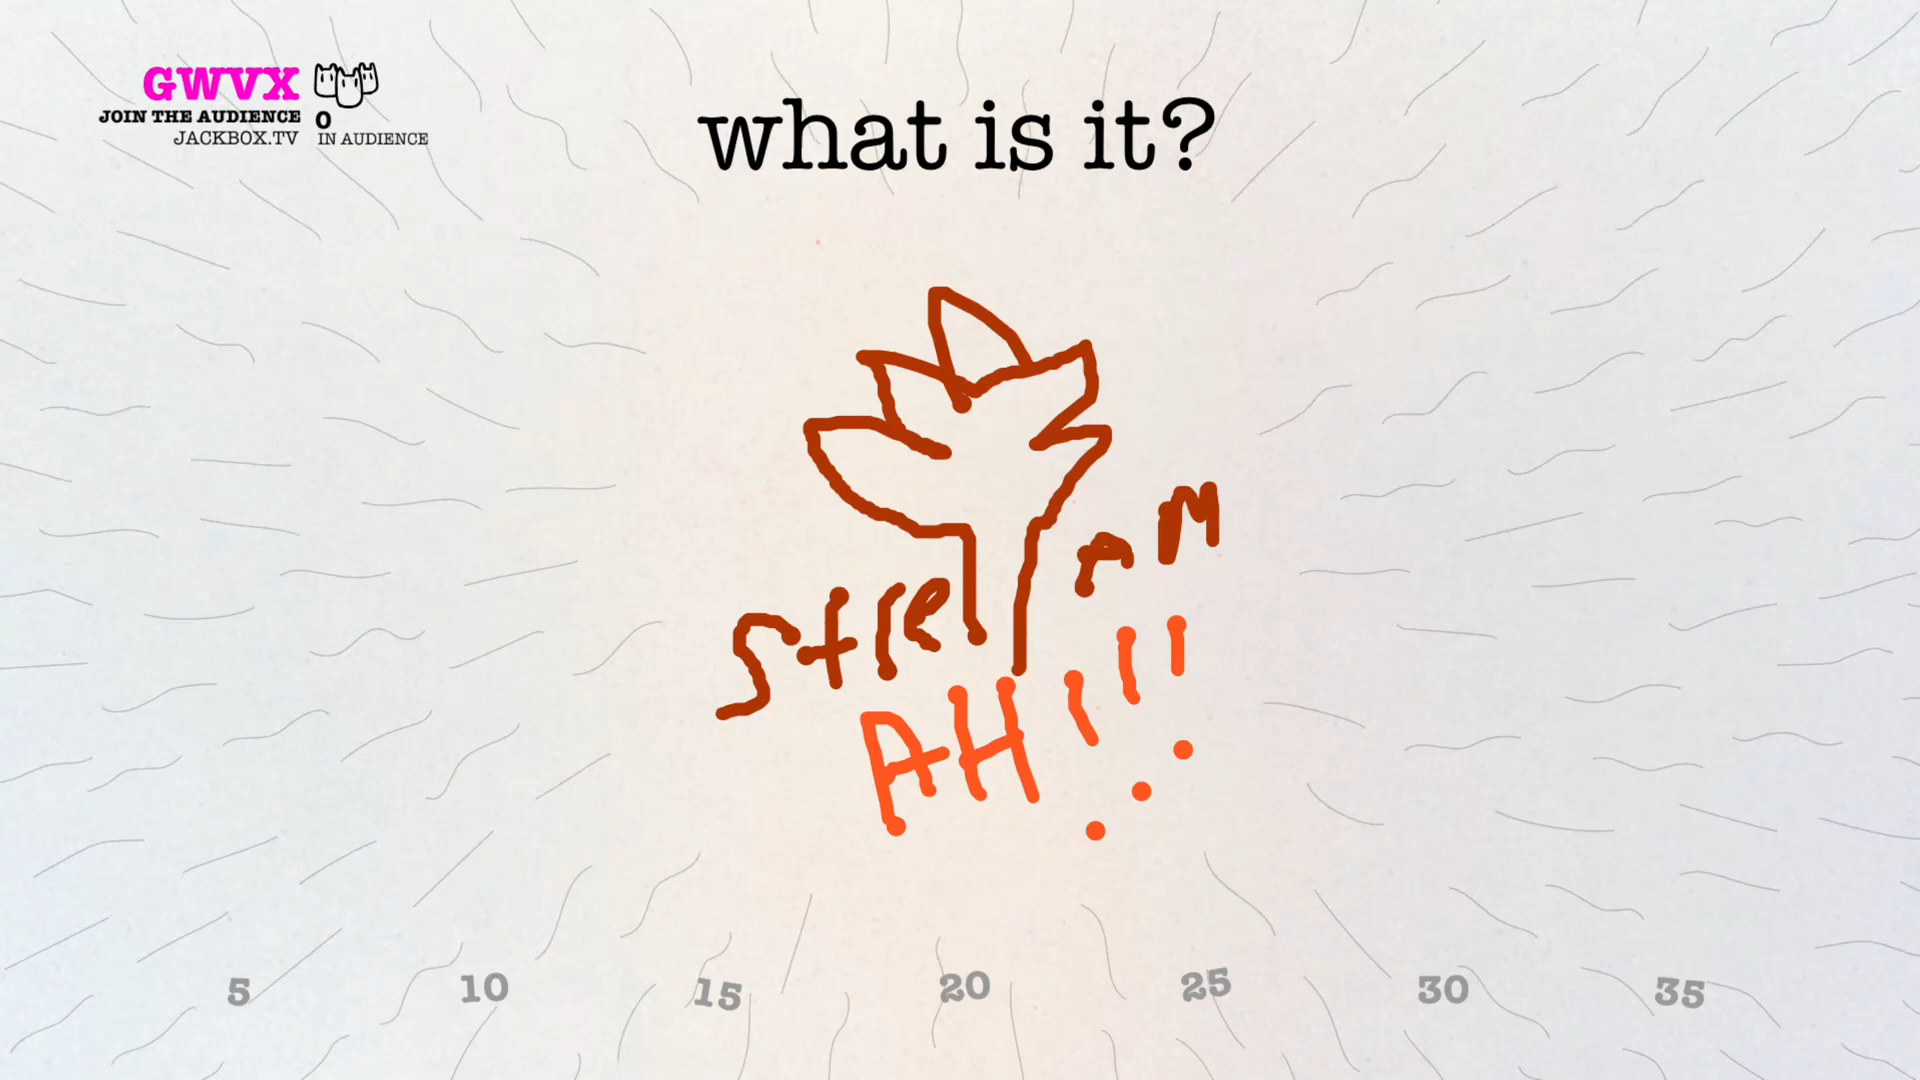 GWVX
JOIN THE AUDIENCE
JACKBOX.TV
0
IN AUDIENCE
what is it?
StreAM
AH!!!
5 10 15 20 25 30 35